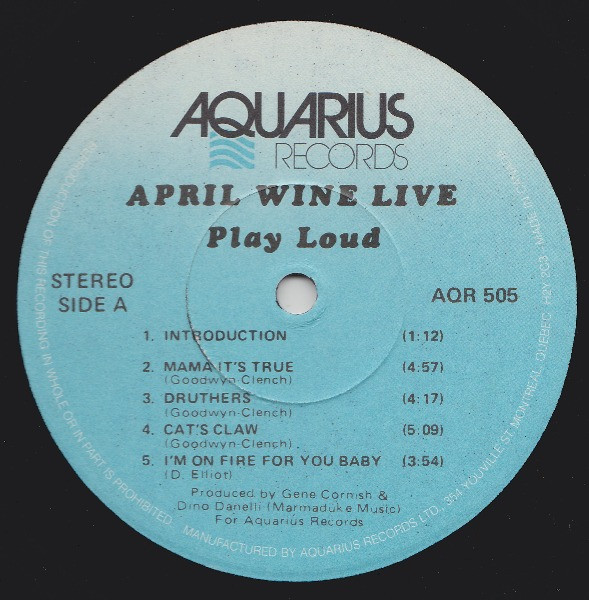 AQUARIUS
RECORDS
APRIL WINE LIVE
Play Loud
STEREO
SIDE A
AQR 505
1. INTRODUCTION (1:12)
2. MAMA IT'S TRUE (4:57)
(Goodwyn-Clench)
3. DRUTHERS (4:17)
(Goodwyn-Clench)
4. CAT'S CLAW (5:09)
(Goodwyn-Clench)
5. I'M ON FIRE FOR YOU BABY (3:54)
(D. Elliot)
Produced by Gene Cornish &
Dino Danelli (Marmaduke Music)
For Aquarius Records
REPRODUCTION OF THIS RECORDING IN WHOLE OR IN PART IS PROHIBITED. MANUFACTURED BY AQUARIUS RECORDS LTD., 354 YOUVILLE ST. MONTREAL, QUEBEC H2Y 2C3 MADE IN CANADA